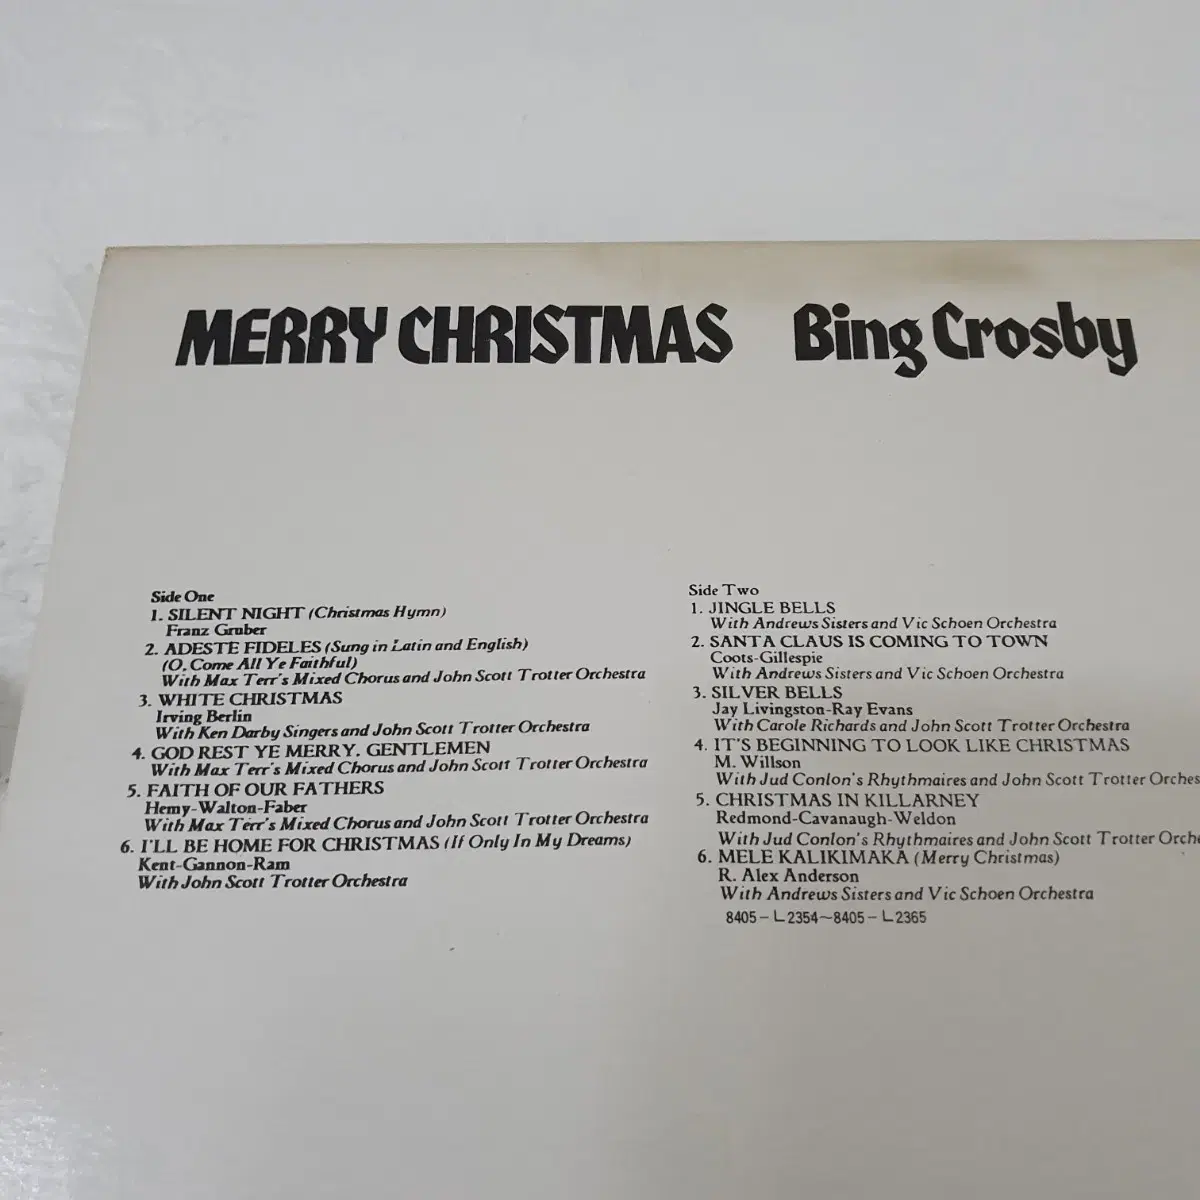 MERRY CHRISTMAS Bing Crosby
Side One
1. SILENT NIGHT (Christmas Hymn)
Franz Gruber
2. ADESTE FIDELES (Sung in Latin and English)
(O. Come All Ye Faithful)
With Max Terr's Mixed Chorus and John Scott Trotter Orchestra
3. WHITE CHRISTMAS
Irving Berlin
With Ken Darby Singers and John Scott Trotter Orchestra
4. GOD REST YE MERRY. GENTLEMEN
With Max Terr's Mixed Chorus and John Scott Trotter Orchestra
5. FAITH OF OUR FATHERS
Hemy-Walton-Faber
With Max Terr's Mixed Chorus and John Scott Trotter Orchestra
6. I'LL BE HOME FOR CHRISTMAS (If Only In My Dreams)
Kent-Gannon-Ram
With John Scott Trotter Orchestra
Side Two
1. JINGLE BELLS
With Andrews Sisters and Vic Schoen Orchestra
2. SANTA CLAUS IS COMING TO TOWN
Coots-Gillespie
With Andrews Sisters and Vic Schoen Orchestra
3. SILVER BELLS
Jay Livingston-Ray Evans
With Carole Richards and John Scott Trotter Orchestra
4. IT'S BEGINNING TO LOOK LIKE CHRISTMAS
M. Willson
With Jud Conlon's Rhythmaires and John Scott Trotter Orches
5. CHRISTMAS IN KILLARNEY
Redmond-Cavanaugh-Weldon
With Jud Conlon's Rhythmaires and John Scott Trotter Orche
6. MELE KALIKIMAKA (Merry Christmas)
R. Alex Anderson
With Andrews Sisters and Vic Schoen Orchestra
8405-L2354~8405-L2365